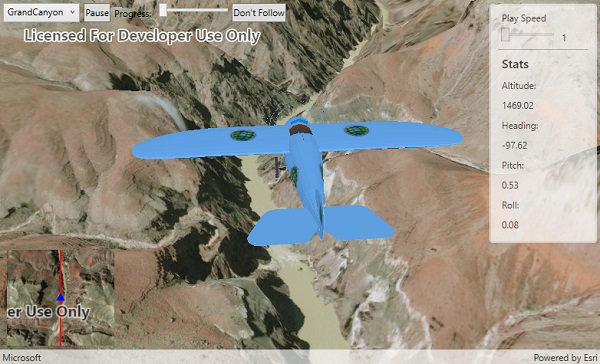 GrandCanyon Pause Progress: Don't Follow
Licensed For Developer Use Only
Play Speed
1
Stats
Altitude:
1469.02
Heading:
-97.62
Pitch:
0.53
Roll:
0.08
er Use Only
Microsoft
Powered by Esri